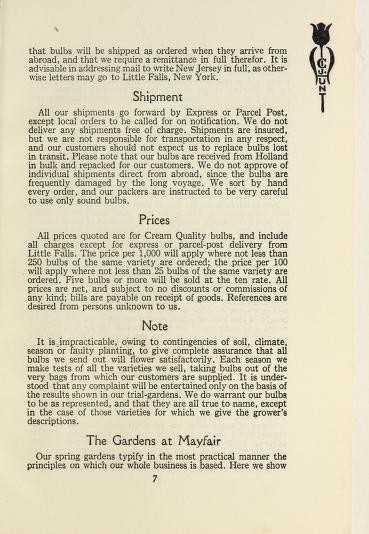 that bulbs will be shipped as ordered when they arrive from
abroad, and that we require a remittance in full therefor. It is
advisable in addressing mail to write New Jersey in full, as other-
wise letters may go to Little Falls, New York.
Shipment
All our shipments go forward by Express or Parcel Post,
except local orders to be called for on notification. We do not
deliver any shipments free of charge. Shipments are insured,
but we are not responsible for transportation in any respect,
and our customers should not expect us to replace bulbs lost
in transit. Please note that our bulbs are received from Holland
in bulk and repacked for our customers. We do not approve of
individual shipments direct from abroad, since the bulbs are
frequently damaged by the long voyage. We sort by hand
every order, and our packers are instructed to be very careful
to use only sound bulbs.
Prices
All prices quoted are for Cream Quality bulbs, and include
all charges except for express or parcel-post delivery from
Little Falls. The price per 1,000 will apply where not less than
250 bulbs of the same variety are ordered; the price per 100
will apply where not less than 25 bulbs of the same variety are
ordered. Five bulbs or more will be sold at the ten rate. All
prices are net, and subject to no discounts or commissions of
any kind; bills are payable on receipt of goods. References are
desired from persons unknown to us.
Note
It is impracticable, owing to contingencies of soil, climate,
season or faulty planting, to give complete assurance that all
bulbs we send out will flower satisfactorily. Each season we
make tests of all the varieties we sell, taking bulbs out of the
very bags from which our customers are supplied. It is under-
stood that any complaint will be entertained only on the basis of
the results shown in our trial-gardens. We do warrant our bulbs
to be as represented, and that they are all true to name, except
in the case of those varieties for which we give the grower's
descriptions.
The Gardens at Mayfair
Our spring gardens typify in the most practical manner the
principles on which our whole business is based. Here we show
7